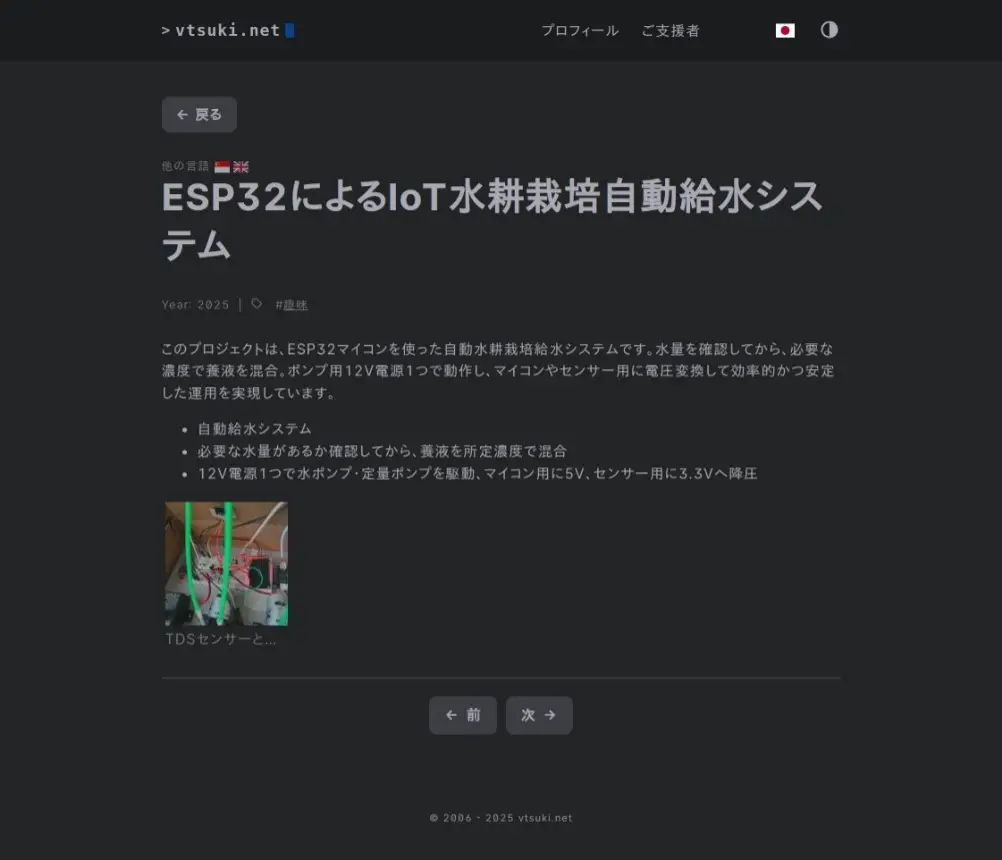 > vtsuki.net
プロフィール ご支援者
← 戻る
他の言語
ESP32によるIoT水耕栽培自動給水シス
テム
Year: 2025 | #趣味
このプロジェクトは、ESP32マイコンを使った自動水耕栽培給水システムです。水量を確認してから、必要な
濃度で養液を混合。ポンプ用12V電源1つで動作し、マイコンやセンサー用に電圧変換して効率的かつ安定
した運用を実現しています。
• 自動給水システム
• 必要な水量があるか確認してから、養液を所定濃度で混合
• 12V電源1つで水ポンプ・定量ポンプを駆動、マイコン用に5V、センサー用に3.3Vへ降圧
TDSセンサーと...
← 前 次 →
© 2006 - 2025 vtsuki.net